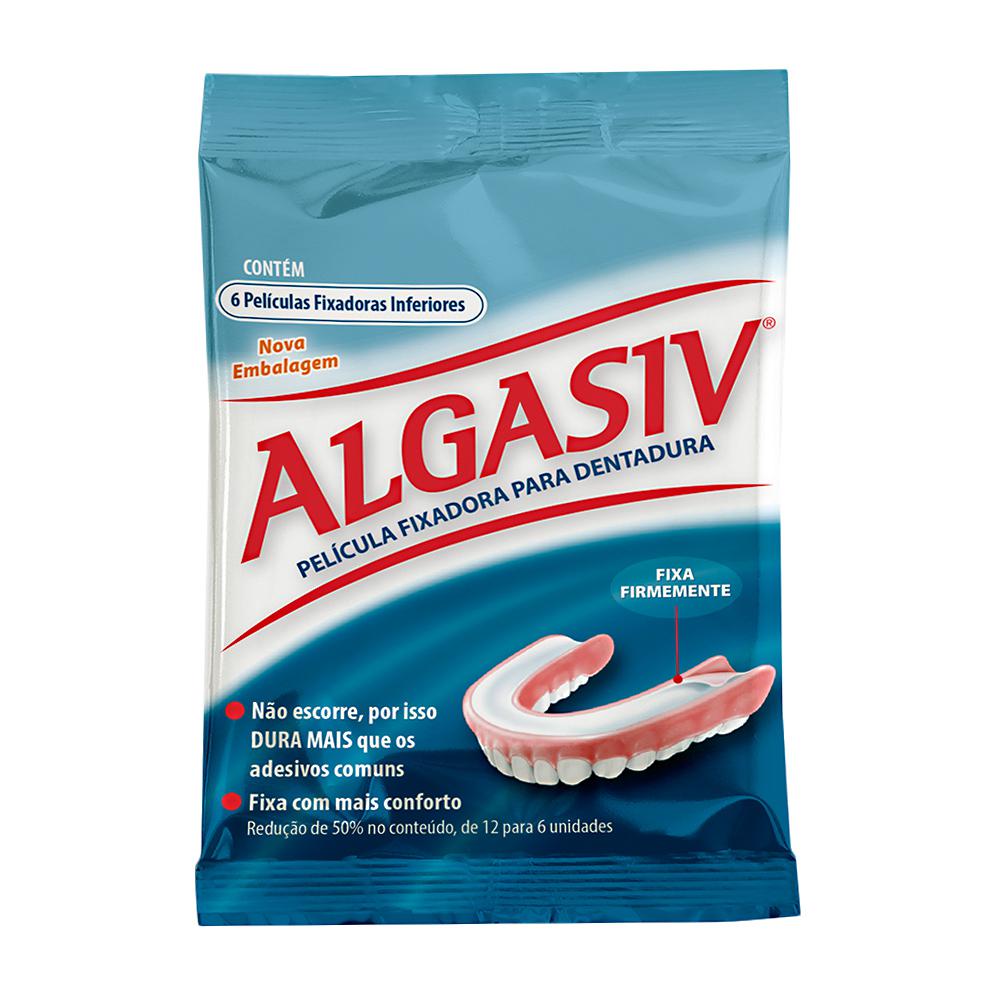 CONTÉM
6 Películas Fixadoras Inferiores
Nova
Embalagem
ALGASIV®
PELÍCULA FIXADORA PARA DENTADURA
FIXA
FIRMEMENTE
Não escorre, por isso
DURA MAIS que os
adesivos comuns
Fixa com mais conforto
Redução de 50% no conteúdo, de 12 para 6 unidades